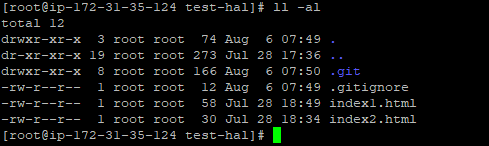 [root@ip-172-31-35-124 test-hal]# ll -al
total 12
drwxr-xr-x  3 root root  74 Aug  6 07:49 .
dr-xr-xr-x 19 root root 273 Jul 28 17:36 ..
drwxr-xr-x  8 root root 166 Aug  6 07:50 .git
-rw-r--r--  1 root root  12 Aug  6 07:49 .gitignore
-rw-r--r--  1 root root  58 Jul 28 18:49 index1.html
-rw-r--r--  1 root root  30 Jul 28 18:34 index2.html
[root@ip-172-31-35-124 test-hal]#